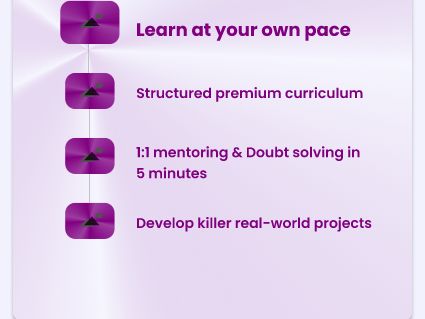 Learn at your own pace
Structured premium curriculum
1:1 mentoring & Doubt solving in
5 minutes
Develop killer real-world projects